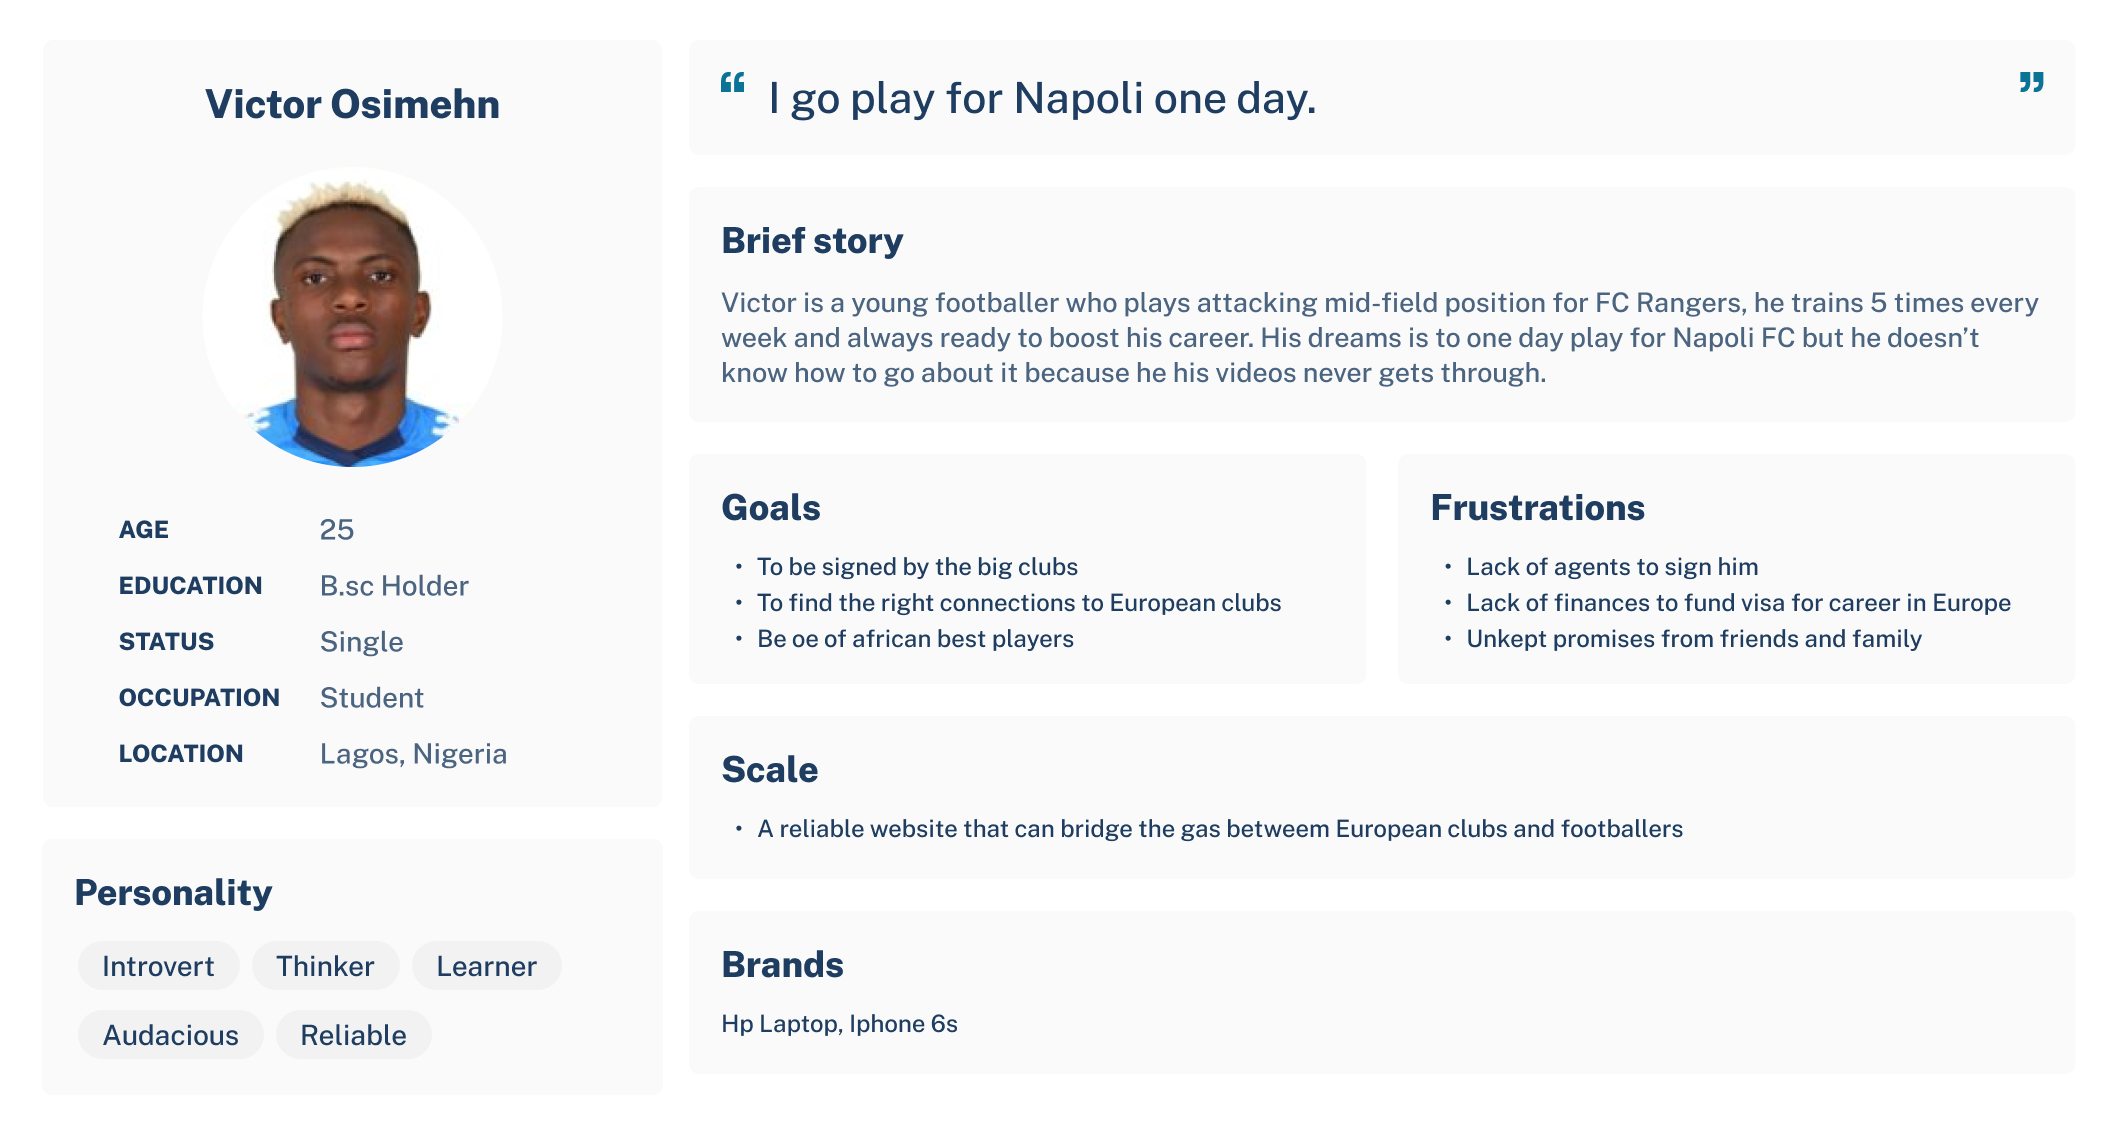 Victor Osimehn
AGE 25
EDUCATION B.sc Holder
STATUS Single
OCCUPATION Student
LOCATION Lagos, Nigeria
Personality
Introvert Thinker Learner
Audacious Reliable
“ I go play for Napoli one day. ”
Brief story
Victor is a young footballer who plays attacking mid-field position for FC Rangers, he trains 5 times every
week and always ready to boost his career. His dreams is to one day play for Napoli FC but he doesn’t
know how to go about it because he his videos never gets through.
Goals
• To be signed by the big clubs
• To find the right connections to European clubs
• Be oe of african best players
Frustrations
• Lack of agents to sign him
• Lack of finances to fund visa for career in Europe
• Unkept promises from friends and family
Scale
• A reliable website that can bridge the gas betweem European clubs and footballers
Brands
Hp Laptop, Iphone 6s